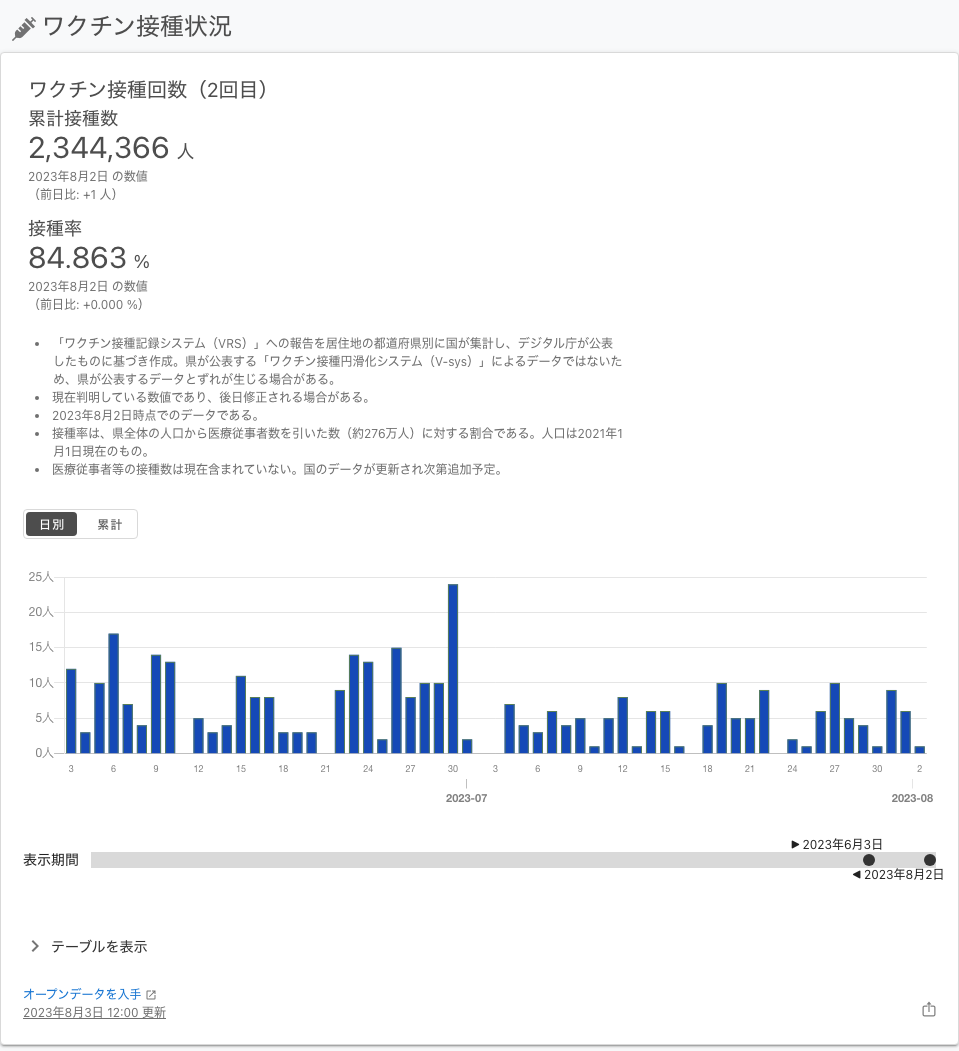 ワクチン接種状況
ワクチン接種回数（2回目）
累計接種数
2,344,366 人
2023年8月2日 の数値
（前日比: +1 人）
接種率
84.863 %
2023年8月2日 の数値
（前日比: +0.000 %）
• 「ワクチン接種記録システム（VRS）」への報告を居住地の都道府県別に国が集計し、デジタル庁が公表
したものに基づき作成。県が公表する「ワクチン接種円滑化システム（V-sys）」によるデータではないた
め、県が公表するデータとずれが生じる場合がある。
• 現在判明している数値であり、後日修正される場合がある。
• 2023年8月2日時点でのデータである。
• 接種率は、県全体の人口から医療従事者数を引いた数（約276万人）に対する割合である。人口は2021年1
月1日現在のもの。
• 医療従事者等の接種数は現在含まれていない。国のデータが更新され次第追加予定。
日別 累計
25人
20人
15人
10人
5人
0人
3 6 9 12 15 18 21 24 27 30 3 6 9 12 15 18 21 24 27 30 2
2023-07 2023-08
▶ 2023年6月3日
表示期間
◀ 2023年8月2日
テーブルを表示
オープンデータを入手
2023年8月3日 12:00 更新